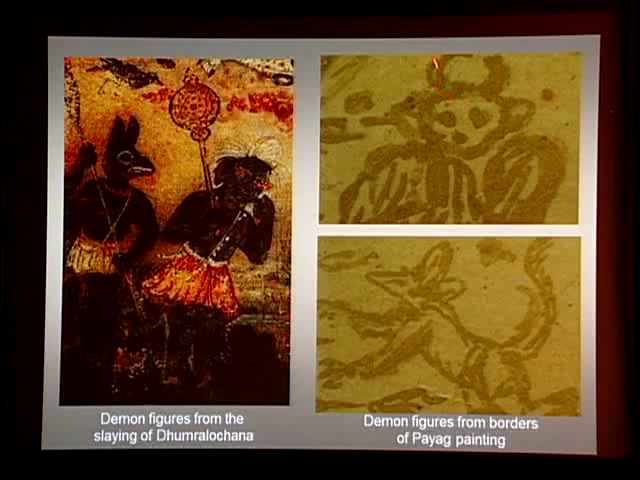 Demon figures from the
slaying of Dhumralochana
Demon figures from borders
of Payag painting